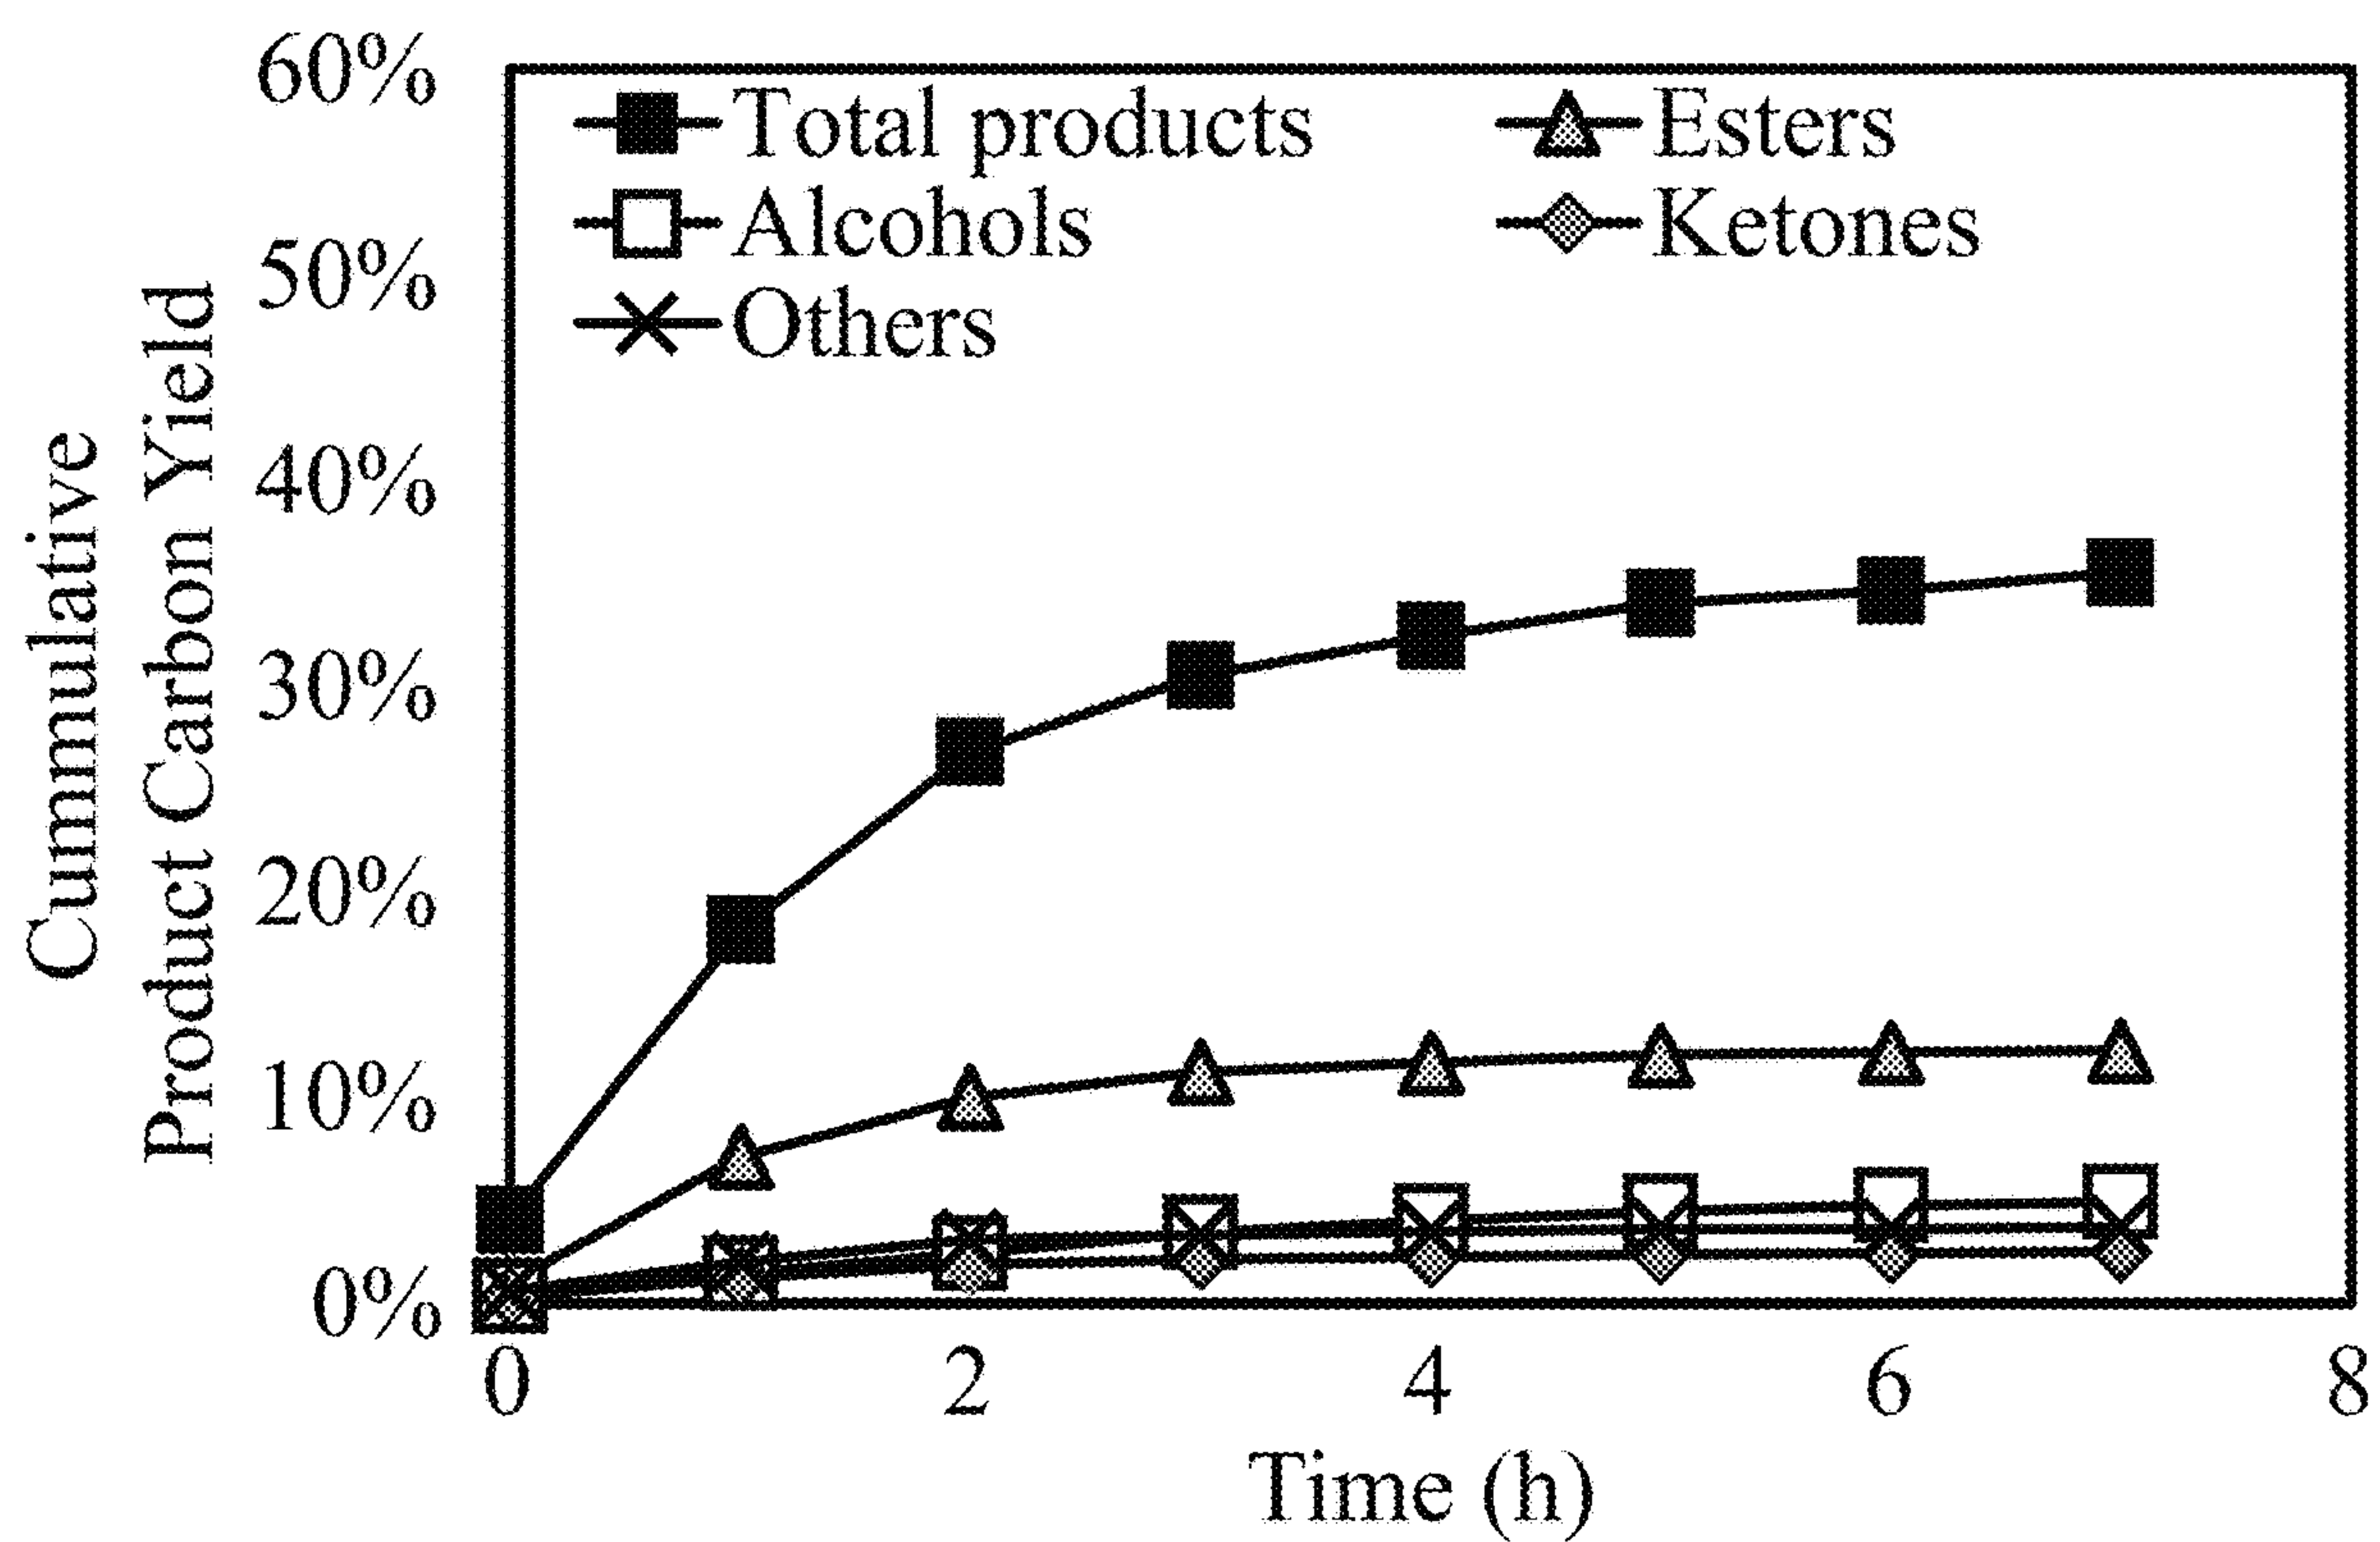 60%
50%
40%
30%
20%
10%
0%
Cummulative
Product Carbon Yield
Total products
Esters
Alcohols
Ketones
Others
0
2
4
6
8
Time (h)